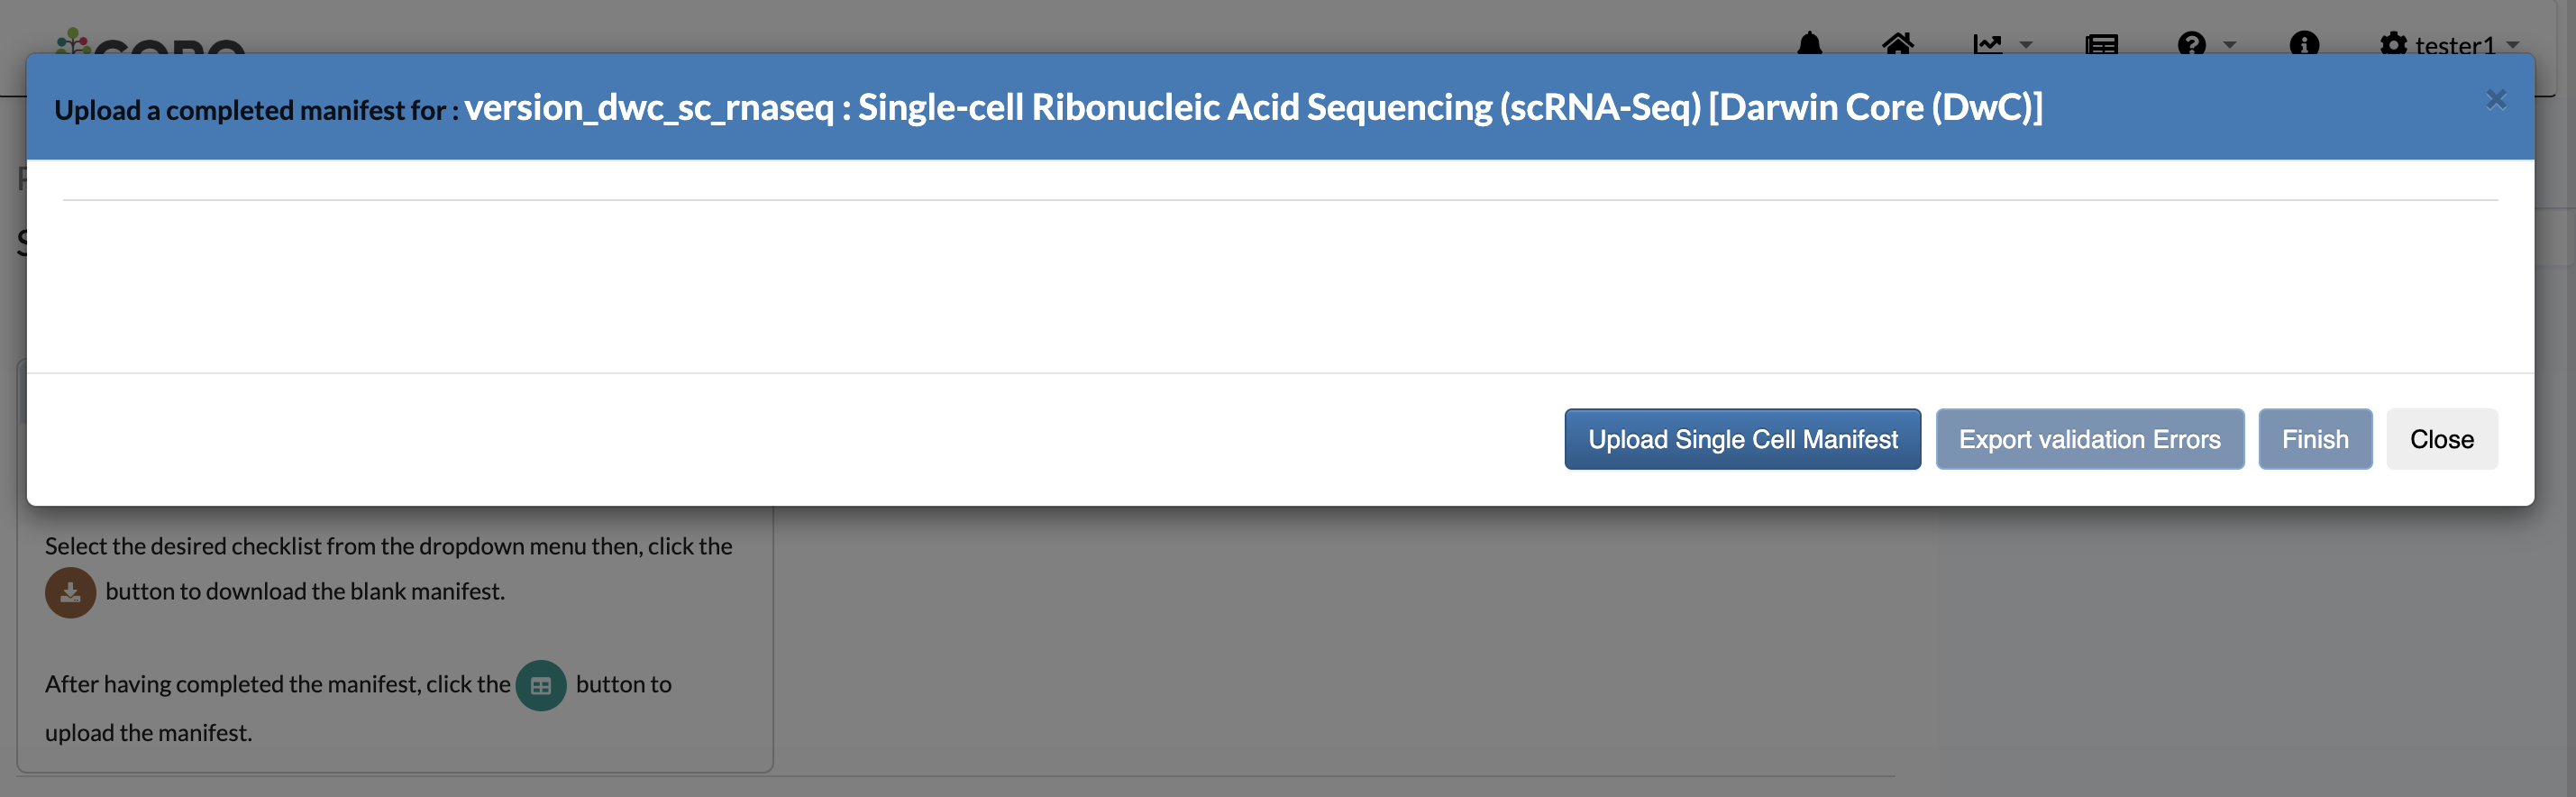 tester1
Upload a completed manifest for : version_dwc_sc_rnaseq : Single-cell Ribonucleic Acid Sequencing (scRNA-Seq) [Darwin Core (DwC)]
×
Upload Single Cell Manifest Export validation Errors Finish Close
Select the desired checklist from the dropdown menu then, click the
button to download the blank manifest.
After having completed the manifest, click the button to
upload the manifest.